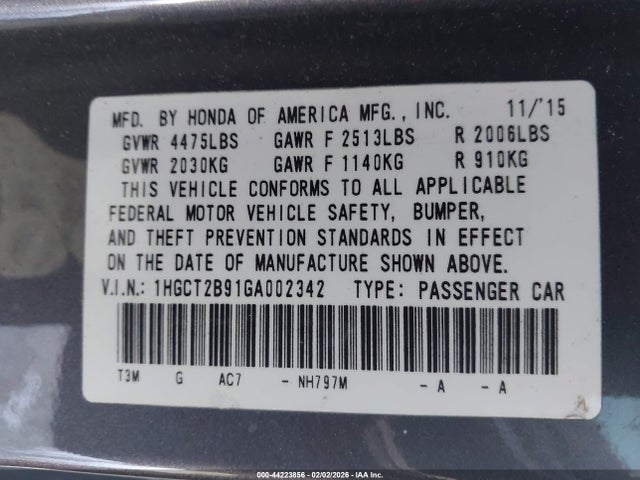 MFD. BY HONDA OF AMERICA MFG., INC. 11/'15
GVWR 4475LBS GAWR F 2513LBS R 2006LBS
GVWR 2030KG GAWR F 1140KG R 910KG
THIS VEHICLE CONFORMS TO ALL APPLICABLE
FEDERAL MOTOR VEHICLE SAFETY, BUMPER,
AND THEFT PREVENTION STANDARDS IN EFFECT
ON THE DATE OF MANUFACTURE SHOWN ABOVE.
V.I.N.: 1HGCT2B91GA002342 TYPE: PASSENGER CAR
T3M G AC7 - NH797M - A - A
000-44223856 - 02/02/2026 - IAA Inc.